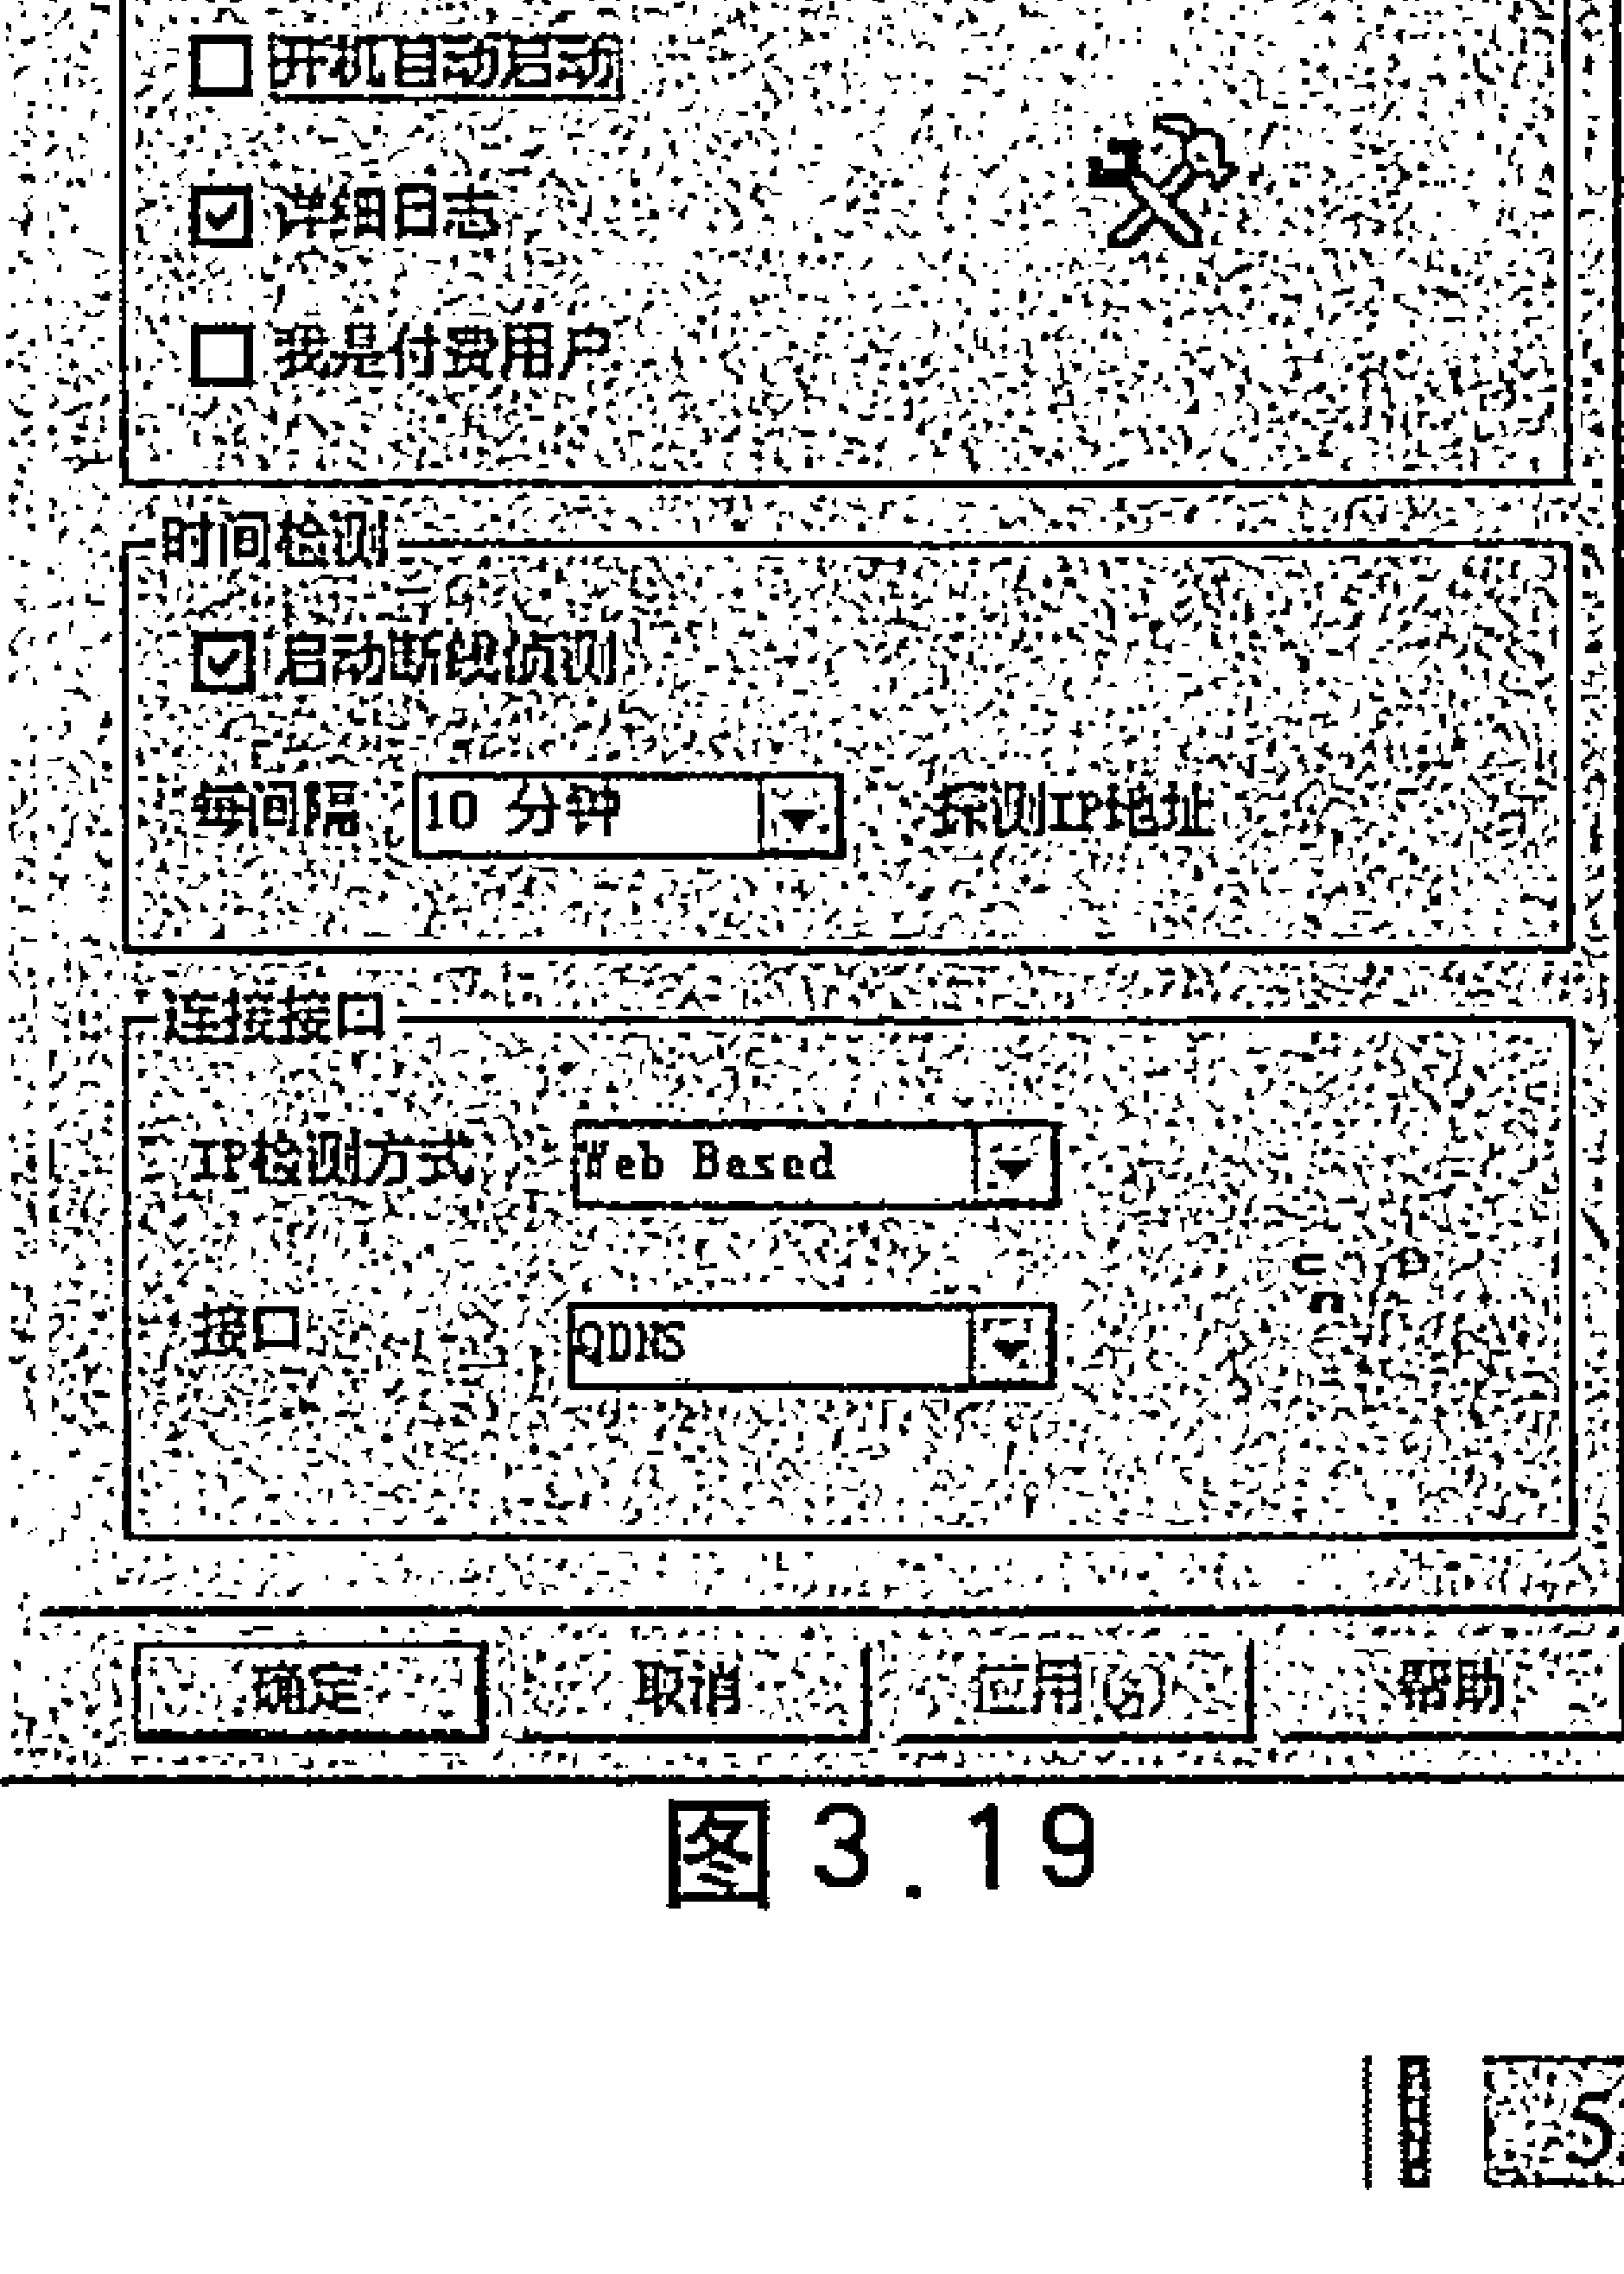 开机自动启动
详细日志
我是付费用户
时间检测
启动断线侦测
每间隔 10 分钟 探测IP地址
连接接口
IP检测方式 Web Based
接口 QDNS
确定 取消 应用 帮助
图 3.19